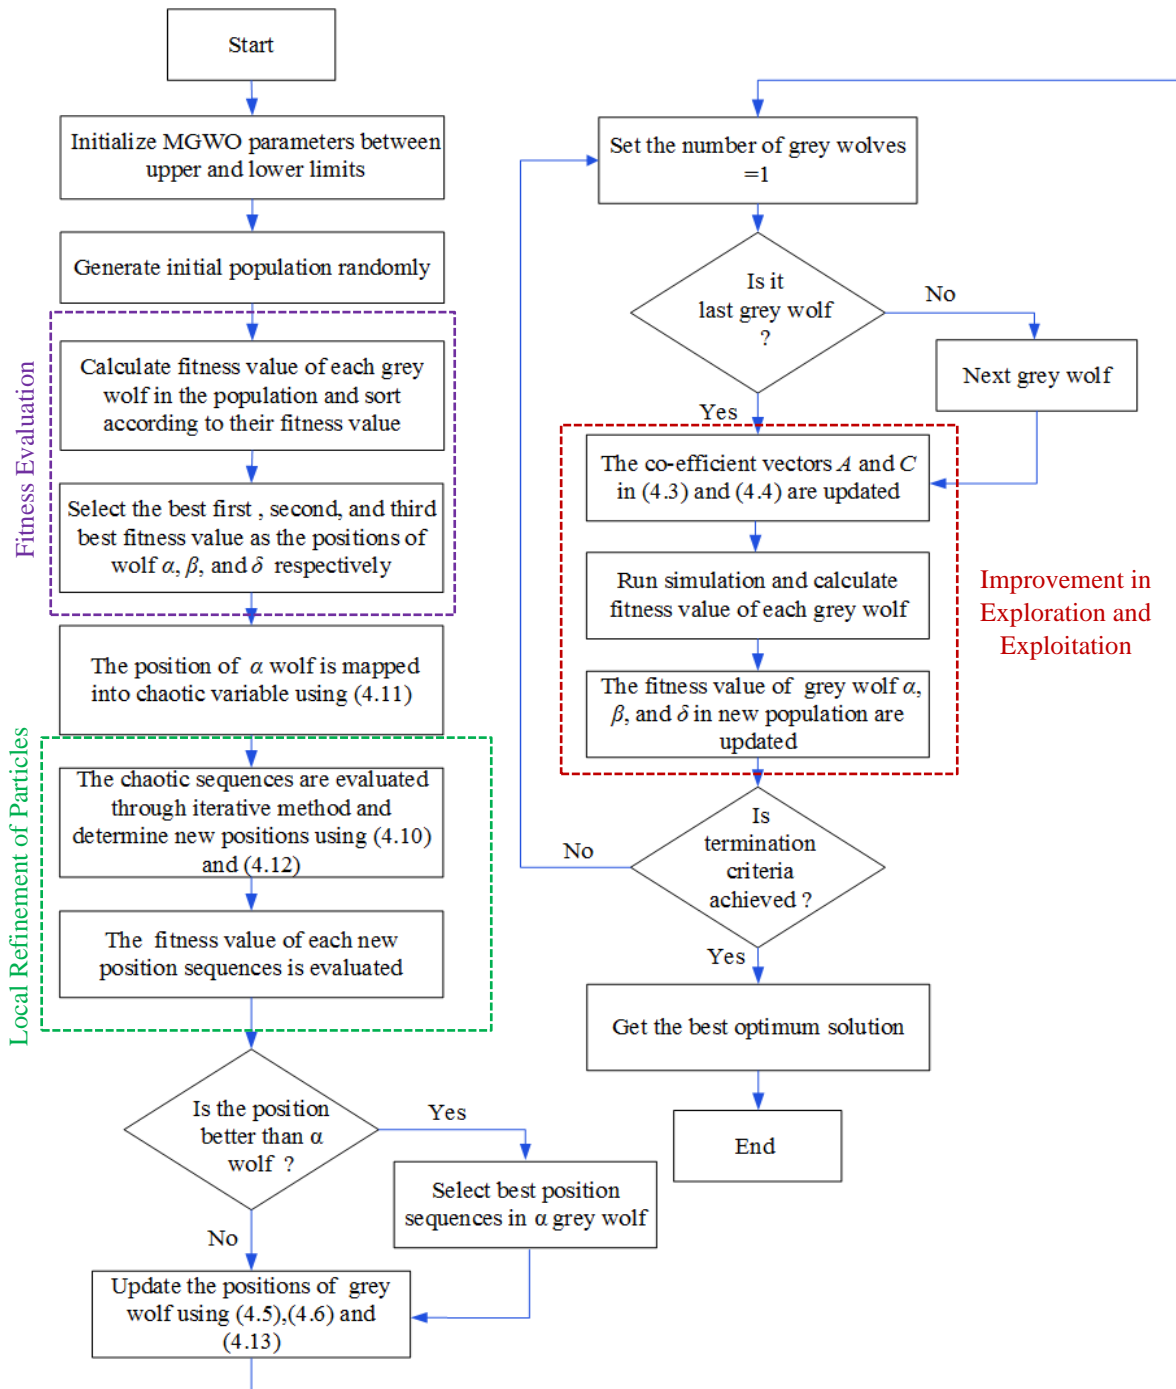 Start
Initialize MGWO parameters between
upper and lower limits
Generate initial population randomly
Fitness Evaluation
Calculate fitness value of each grey
wolf in the population and sort
according to their fitness value
Select the best first , second, and third
best fitness value as the positions of
wolf α, β, and δ respectively
The position of α wolf is mapped
into chaotic variable using (4.11)
Local Refinement of Particles
The chaotic sequences are evaluated
through iterative method and
determine new positions using (4.10)
and (4.12)
The fitness value of each new
position sequences is evaluated
Is the position
better than α
wolf ?
Yes
Select best position
sequences in α grey wolf
No
Update the positions of grey
wolf using (4.5),(4.6) and
(4.13)
Set the number of grey wolves
=1
Is it
last grey wolf
?
No
Next grey wolf
Yes
The co-efficient vectors A and C
in (4.3) and (4.4) are updated
Run simulation and calculate
fitness value of each grey wolf
The fitness value of grey wolf α,
β, and δ in new population are
updated
Improvement in
Exploration and
Exploitation
Is
termination
criteria
achieved ?
No
Yes
Get the best optimum solution
End